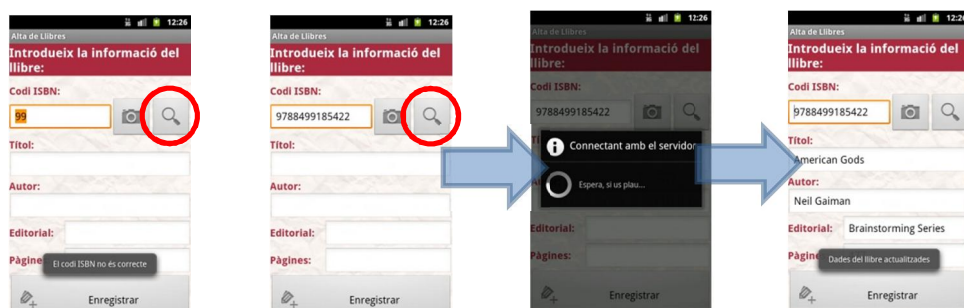 12:26
Alta de Llibres
Introdueix la informació del
llibre:
Codi ISBN:
99
Títol:
Autor:
Editorial:
Pàgines:
El codi ISBN no és correcte
Enregistrar
12:26
Alta de Llibres
Introdueix la informació del
llibre:
Codi ISBN:
9788499185422
Títol:
Autor:
Editorial:
Pàgines:
Enregistrar
12:26
Alta de Llibres
Introdueix la informació del
llibre:
Codi ISBN:
9788499185422
Connectant amb el servidor
Espera, si us plau...
Editorial:
Pàgines:
Enregistrar
12:26
Alta de Llibres
Introdueix la informació del
llibre:
Codi ISBN:
9788499185422
Títol:
American Gods
Autor:
Neil Gaiman
Editorial: Brainstorming Series
Pàgine
Dades del llibre actualitzades
Enregistrar